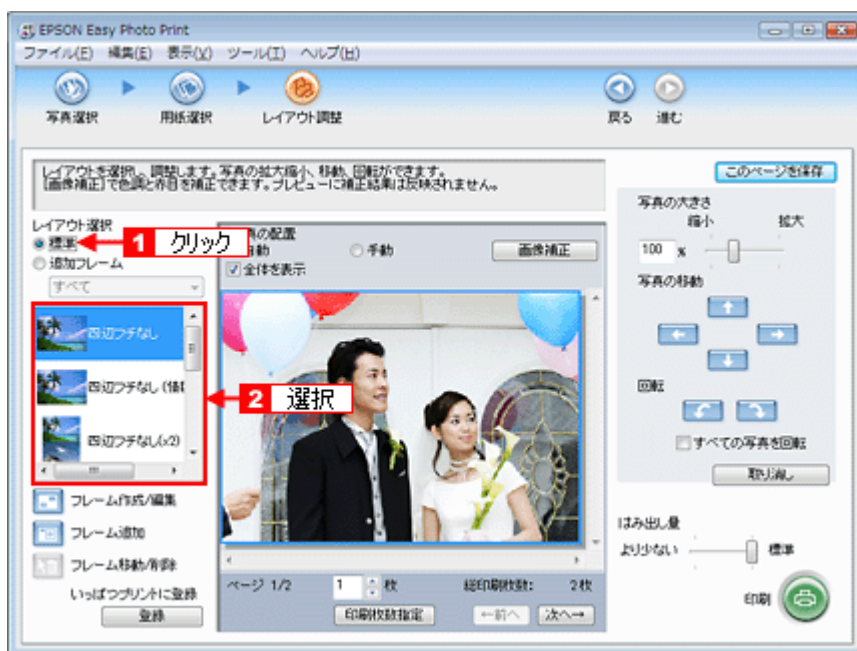 EPSON Easy Photo Print
ファイル(F) 編集(E) 表示(V) ツール(T) ヘルプ(H)
写真選択 用紙選択 レイアウト調整 戻る 進む
レイアウトを選択し、調整します。写真の拡大縮小、移動、回転ができます。
[画像補正]で色調と赤目を補正できます。プレビューに補正結果は反映されません。
このページを保存
レイアウト選択
標準
1 クリック
追加フレーム
すべて
四辺フチなし
四辺フチなし (情
四辺フチなし(x2)
2 選択
フレーム作成/編集
フレーム追加
フレーム移動/削除
いっぱつプリントに登録
登録
の配置
動 手動 画像補正
全体を表示
ページ 1/2 1 枚 総印刷枚数: 2枚
印刷枚数指定 ←前へ 次へ→
写真の大きさ
縮小 拡大
100 %
写真の移動
回転
すべての写真を回転
取り消し
はみ出し量
より少ない 標準
印刷